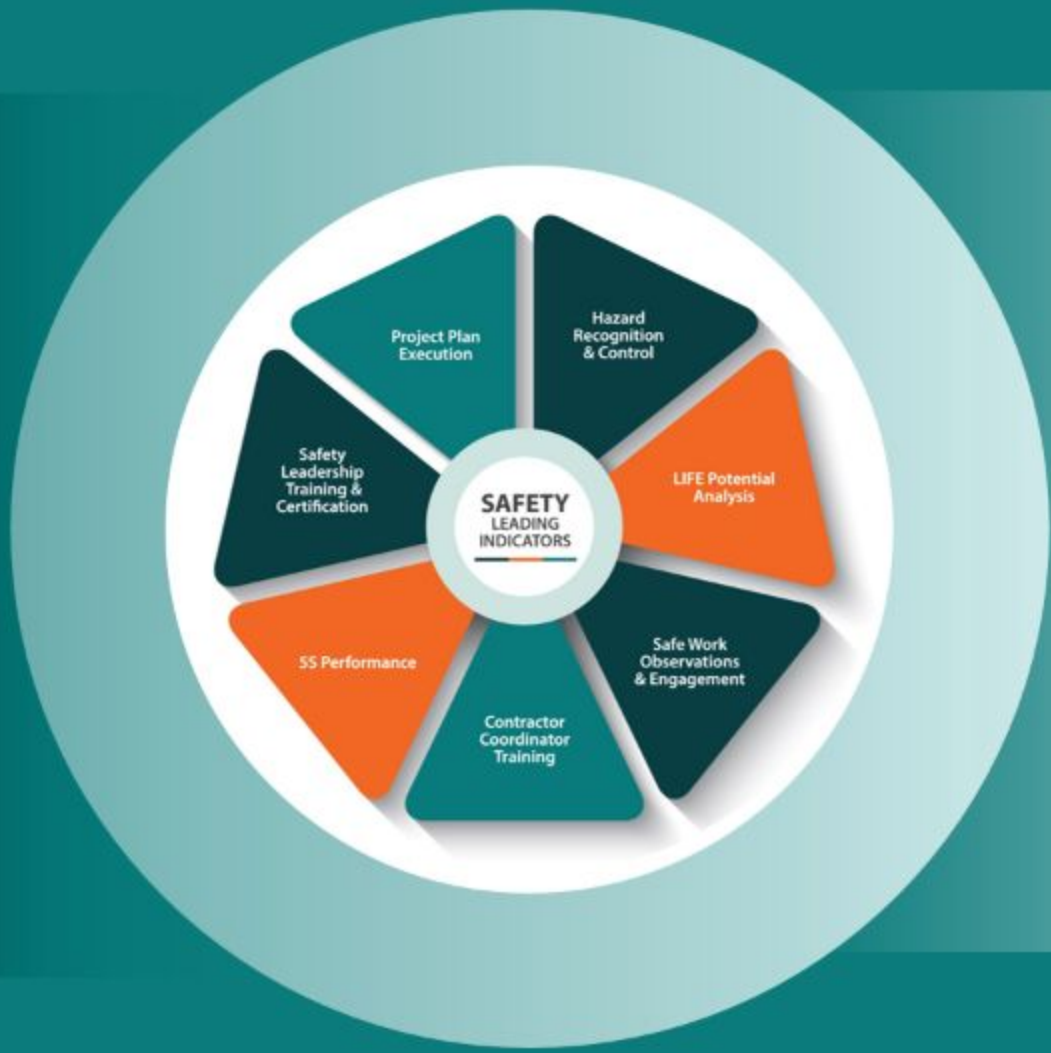 SAFETY
LEADING
INDICATORS
Hazard
Recognition
& Control
LIFE Potential
Analysis
Safe Work
Observations
& Engagement
Contractor
Coordinator
Training
5S Performance
Safety
Leadership
Training &
Certification
Project Plan
Execution